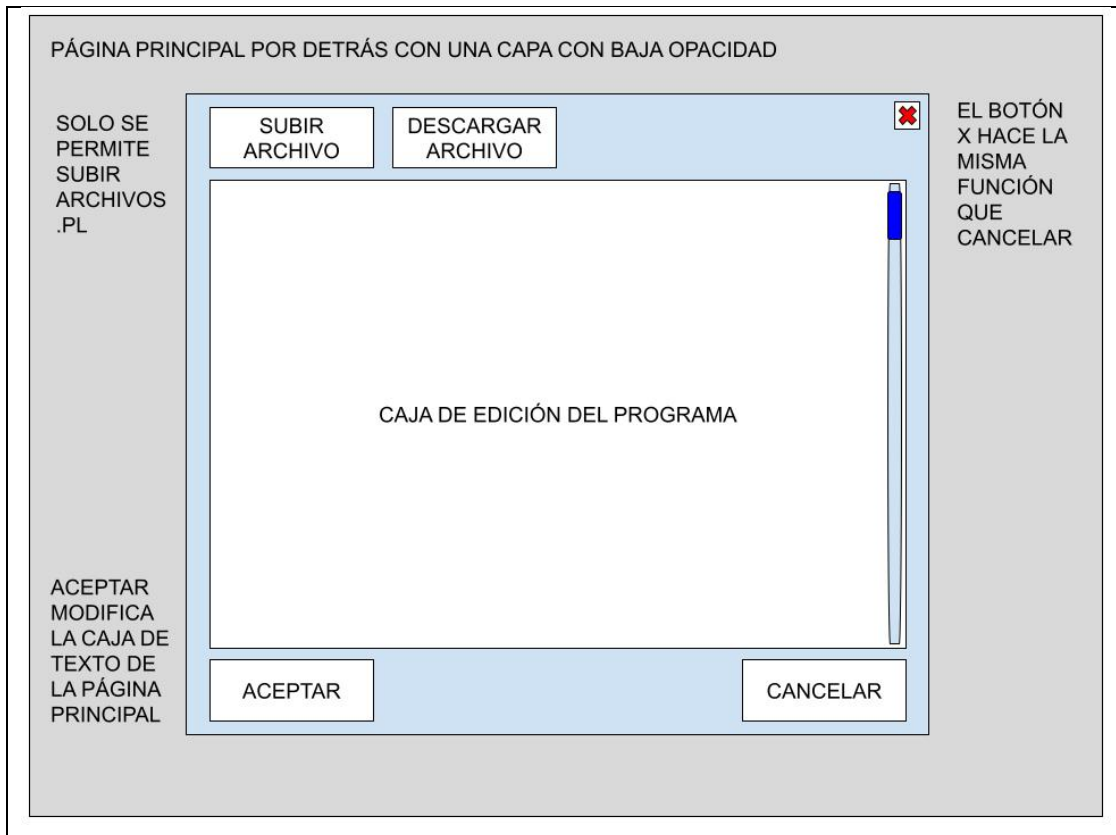 PÁGINA PRINCIPAL POR DETRÁS CON UNA CAPA CON BAJA OPACIDAD
SOLO SE
PERMITE
SUBIR
ARCHIVOS
.PL
SUBIR
ARCHIVO
DESCARGAR
ARCHIVO
EL BOTÓN
X HACE LA
MISMA
FUNCIÓN
QUE
CANCELAR
CAJA DE EDICIÓN DEL PROGRAMA
ACEPTAR
MODIFICA
LA CAJA DE
TEXTO DE
LA PÁGINA
PRINCIPAL
ACEPTAR
CANCELAR